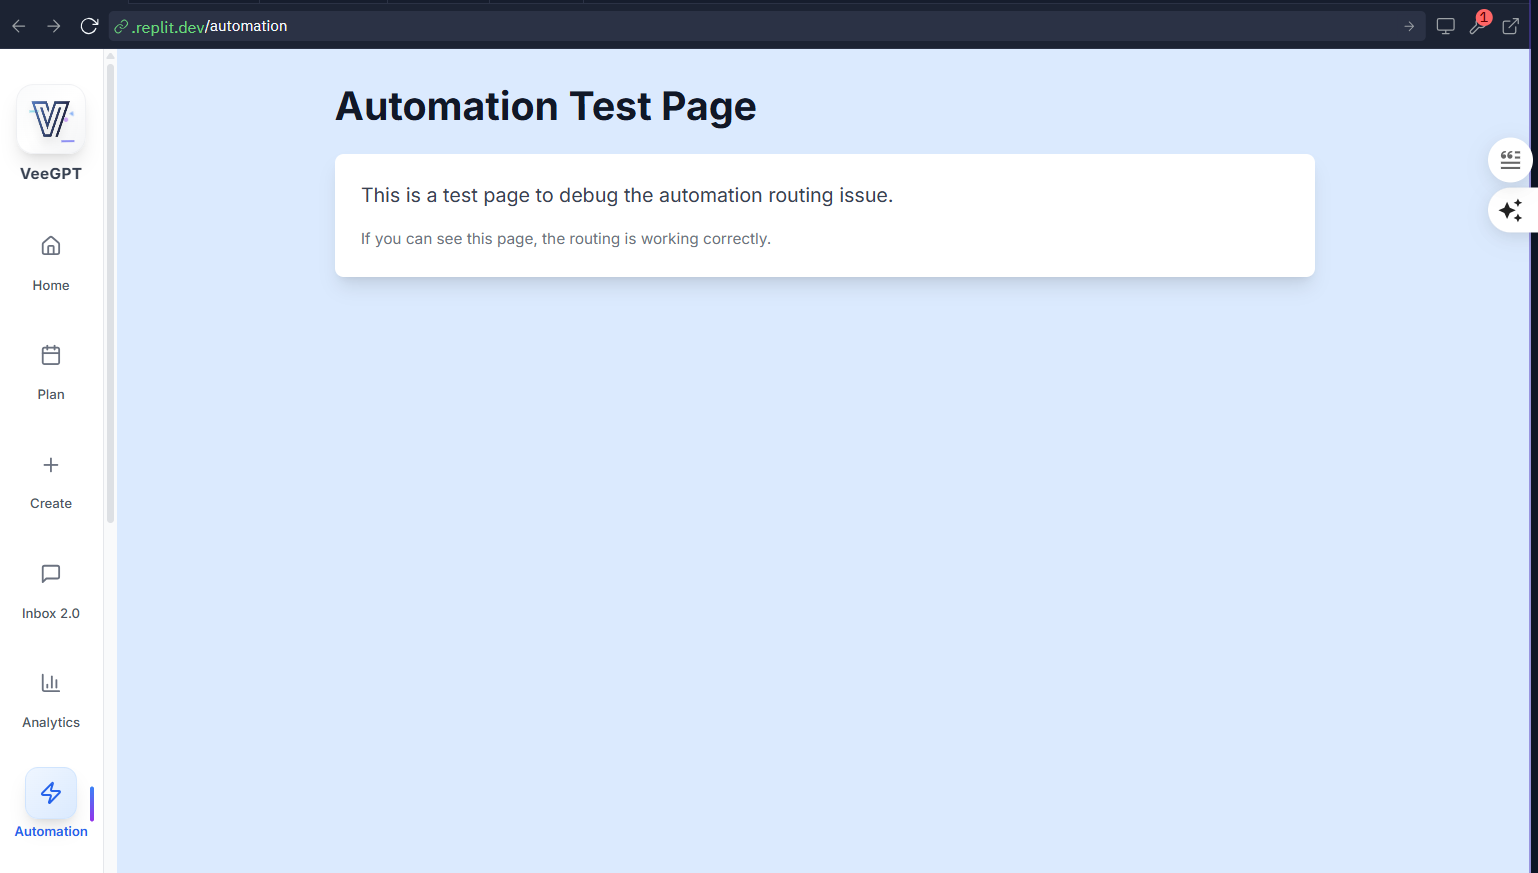 .replit.dev/automation
1
VeeGPT
Home
Plan
Create
Inbox 2.0
Analytics
Automation
Automation Test Page
This is a test page to debug the automation routing issue.
If you can see this page, the routing is working correctly.